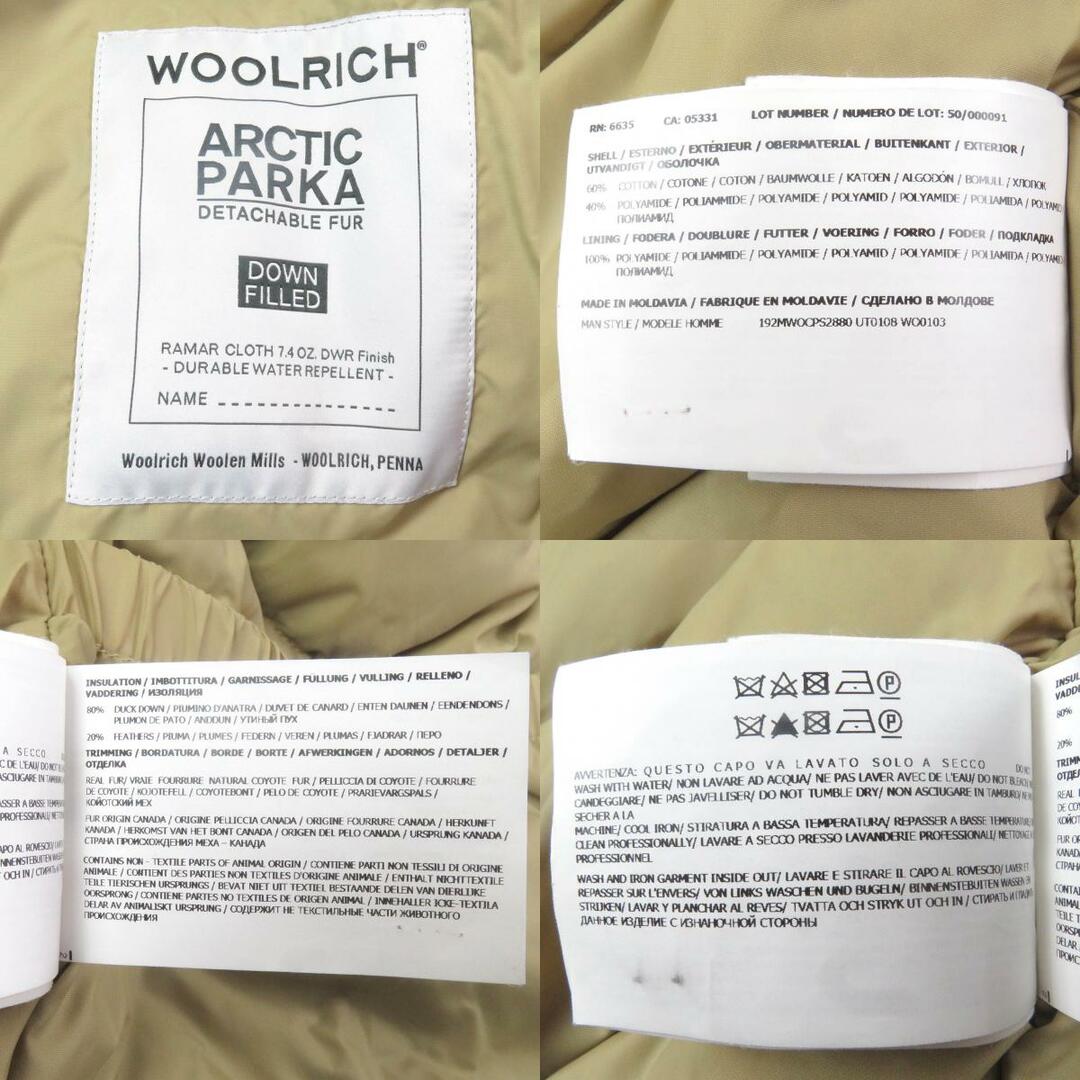 WOOLRICH®
ARCTIC
PARKA
DETACHABLE FUR
DOWN
FILLED
RAMAR CLOTH 7.4 OZ. DWR Finish
- DURABLE WATER REPELLENT -
NAME ----------------
Woolrich Woolen Mills - WOOLRICH, PENNA
RN: 6635 CA: 05331 LOT NUMBER / NUMERO DE LOT: 50/000091
SHELL / ESTERNO / EXTÉRIEUR / OBERMATERIAL / BUITENKANT / EXTERIOR /
UTVANDIGT / ОБОЛОЧКА
60% COTTON / COTONE / COTON / BAUMWOLLE / KATOEN / ALGODÓN / BOMULL / ХЛОПОК
40% POLYAMIDE / POLIAMMIDE / POLYAMIDE / POLYAMID / POLYAMIDE / POLIAMIDA / POLYAMID
ПОЛИАМИД
LINING / FODERA / DOUBLURE / FUTTER / VOERING / FORRO / FODER / ПОДКЛАДКА
100% POLYAMIDE / POLIAMMIDE / POLYAMIDE / POLYAMID / POLYAMIDE / POLIAMIDA / POLYAMID
ПОЛИАМИД
MADE IN MOLDAVIA / FABRIQUE EN MOLDAVIE / СДЕЛАНО В МОЛДОВЕ
MAN STYLE / MODELE HOMME 192MWOCPS2880 UT0108-WO0103
INSULATION / IMBOTTITURA / GARNISSAGE / FULLUNG / VULLING / RELLENO /
VADDERING / ИЗОЛЯЦИЯ
80% DUCK DOWN / PIUMINO D'ANATRA / DUVET DE CANARD / ENTEN DAUNEN / EENDENDONS /
PLUMON DE PATO / ANDDUN / УТИНЫЙ ПУХ
20% FEATHERS / PIUMA / PLUMES / FEDERN / VEREN / PLUMAS / FJADRAR / ПЕРО
TRIMMING / BORDATURA / BORDE / BORTE / AFWERKINGEN / ADORNOS / DETALJER /
ОТДЕЛКА
REAL FUR/ VRAIE FOURRURE NATURAL COYOTE FUR / PELLICCIA DI COYOTE / FOURRURE
DE COYOTE / KOJOTEFELL / COYOTEBONT / PELO DE COYOTE / PRARIEVARGSPALS /
КОЙОТСКИЙ МЕХ
FUR ORIGIN CANADA / ORIGINE PELLICCIA CANADA / ORIGINE FOURRURE CANADA / HERKUNFT
KANADA / HERKOMST VAN HET BONT CANADA / ORIGEN DEL PELO CANADA / URSPRUNG KANADA /
СТРАНА ПРОИСХОЖДЕНИЯ МЕХА – КАНАДА
CONTAINS NON - TEXTILE PARTS OF ANIMAL ORIGIN / CONTIENE PARTI NON TESSILI DI ORIGINE
ANIMALE / CONTIENT DES PARTIES NON TEXTILES D'ORIGINE ANIMALE / ENTHALT NICHTTEXTILE
TEILE TIERISCHEN URSPRUNGS / BEVAT NIET UIT TEXTIEL BESTAANDE DELEN VAN DIERLIJKE
OORSPRONG / CONTIENE PARTES NO TEXTILES DE ORIGEN ANIMAL / INNEHALLER ICKE-TEXTILA
DELAR AV ANIMALISKT URSPRUNG / СОДЕРЖИТ НЕ ТЕКСТИЛЬНЫЕ ЧАСТИ ЖИВОТНОГО
ПРОИСХОЖДЕНИЯ
AVVERTENZA: QUESTO CAPO VA LAVATO SOLO A SECCO DO NOT
WASH WITH WATER/ NON LAVARE AD ACQUA/ NE PAS LAVER AVEC DE L'EAU/ DO NOT BLEACH/
CANDEGGIARE/ NE PAS JAVELLISER/ DO NOT TUMBLE DRY/ NON ASCIUGARE IN TAMBURO/ NE
SECHER A LA
MACHINE/ COOL IRON/ STIRATURA A BASSA TEMPERATURA/ REPASSER A BASSE TEMPERATURE
CLEAN PROFESSIONALLY/ LAVARE A SECCO PRESSO LAVANDERIE PROFESSIONALI/ NETTOYAGE
PROFESSIONNEL
WASH AND IRON GARMENT INSIDE OUT/ LAVARE E STIRARE IL CAPO AL ROVESCIO/ LAVER ET
REPASSER SUR L'ENVERS/ VON LINKS WASCHEN UND BUGELN/ BINNENSTEBUITEN WASSEN EN
STRIJKEN/ LAVAR Y PLANCHAR AL REVES/ TVATTA OCH STRYK UT OCH IN / СТИРАТЬ И
ДАННОЕ ИЗДЕЛИЕ С ИЗНАНОЧНОЙ СТОРОНЫ